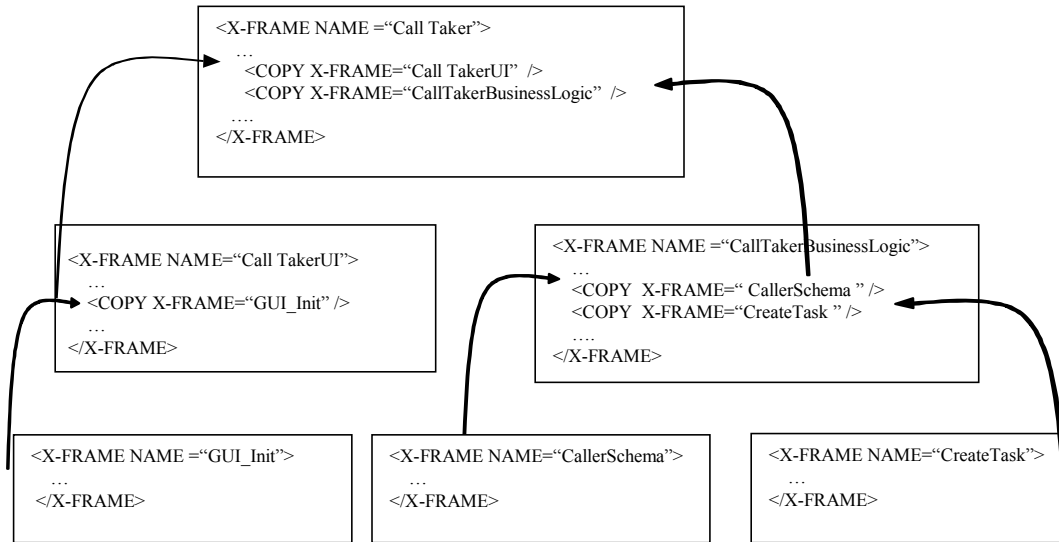 <X-FRAME NAME =“Call Taker”>
…
<COPY X-FRAME=“Call TakerUI” />
<COPY X-FRAME=“CallTakerBusinessLogic” />
….
</X-FRAME>
<X-FRAME NAME=“Call TakerUI”>
…
<COPY X-FRAME=“GUI_Init” />
…
</X-FRAME>
<X-FRAME NAME =“CallTakerBusinessLogic”>
…
<COPY X-FRAME=“ CallerSchema ” />
<COPY X-FRAME=“CreateTask ” />
….
</X-FRAME>
<X-FRAME NAME =“GUI_Init”>
…
</X-FRAME>
<X-FRAME NAME=“CallerSchema”>
…
</X-FRAME>
<X-FRAME NAME=“CreateTask”>
…
</X-FRAME>